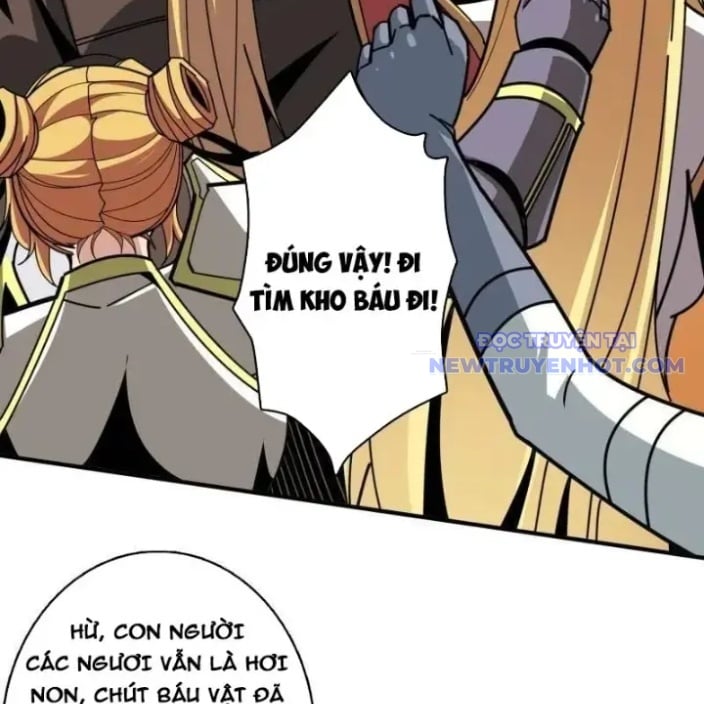 ĐÚNG VẬY! ĐI
TÌM KHO BÁU ĐI!
ĐỌC TRUYỆN TẠI
NEWTRUYENHOT.COM
HỪ, CON NGƯỜI
CÁC NGƯƠI VẪN LÀ HƠI
NON, CHÚT BÁU VẬT ĐÃ